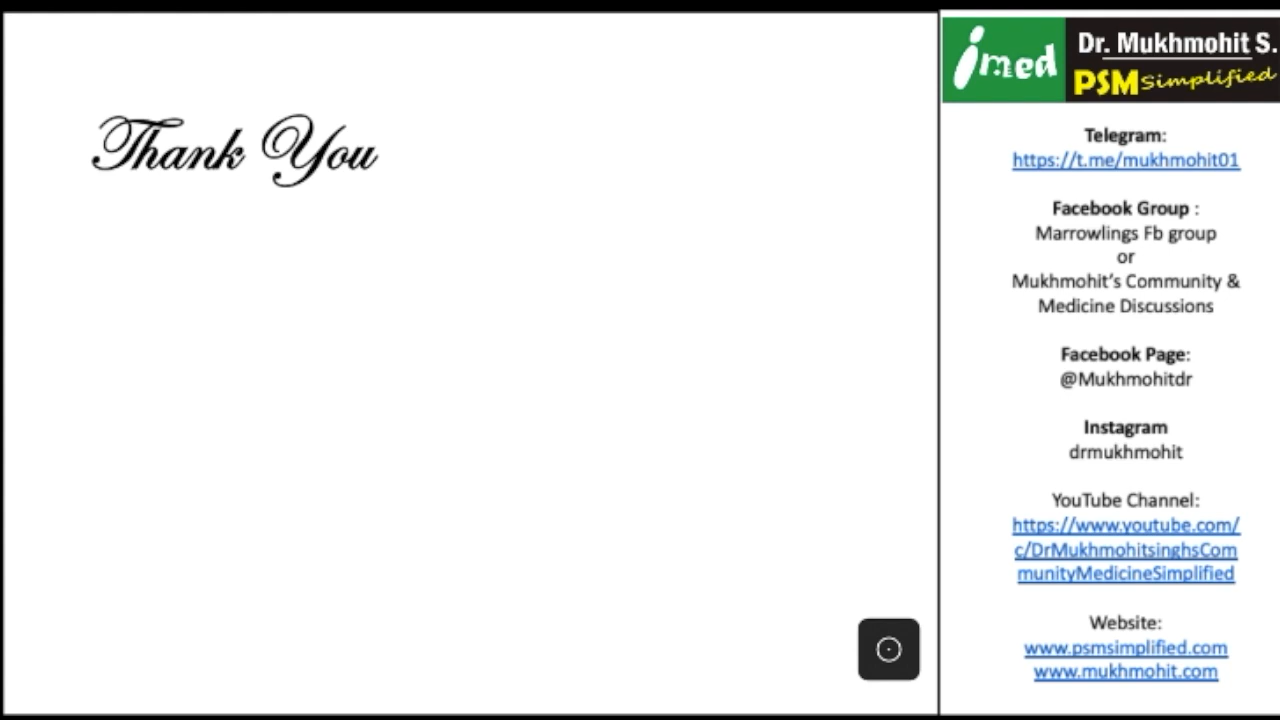 Thank You
imed
Dr. Mukhmohit S.
PSM Simplified
Telegram:
https://t.me/mukhmohit01
Facebook Group :
Marrowlings Fb group
or
Mukhmohit's Community &
Medicine Discussions
Facebook Page:
@Mukhmohitdr
Instagram
drmukhmohit
YouTube Channel:
https://www.youtube.com/
c/DrMukhmohitsinghsCom
munityMedicineSimplified
Website:
www.psmsimplified.com
www.mukhmohit.com